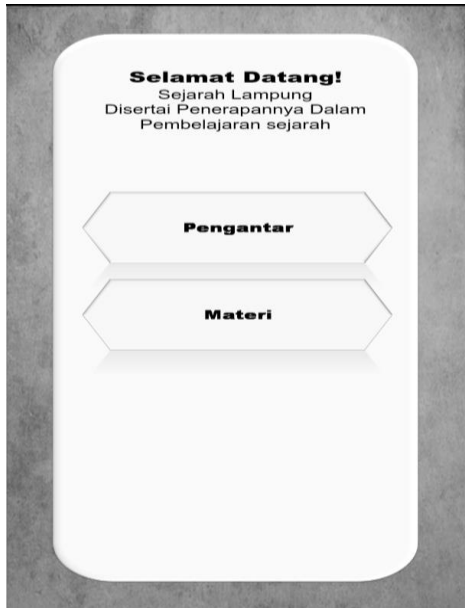 Selamat Datang!
Sejarah Lampung
Disertai Penerapannya Dalam
Pembelajaran sejarah
Pengantar
Materi